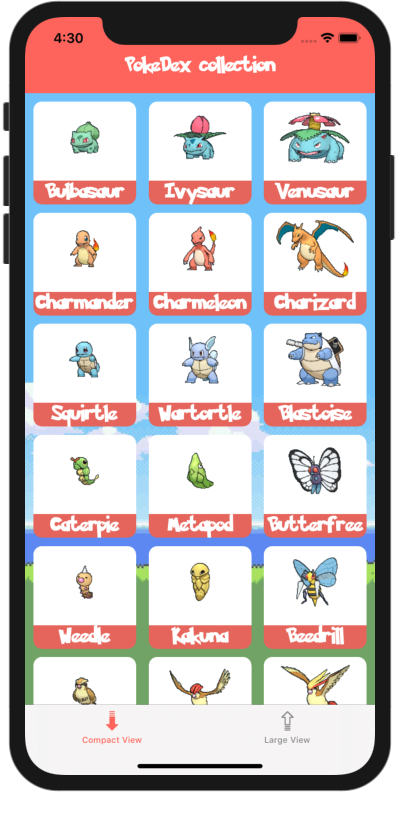 4:30
PokeDex collection
Bulbasaur Ivysaur Venusaur
Charmander Charmeleon Charizard
Squirtle Wartortle Blastoise
Caterpie Metapod Butterfree
Weedle Kakuna Beedrill
Compact View Large View